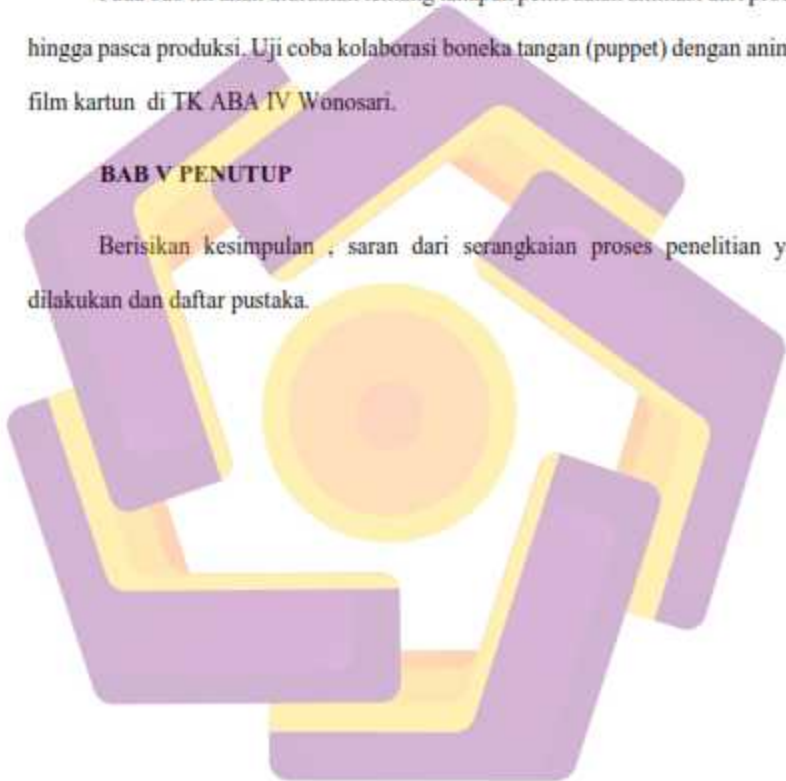 hingga pasca produksi. Uji coba kolaborasi boneka tangan (puppet) dengan
film kartun di TK ABA IV Wonosari.
BAB V PENUTUP
Berisikan kesimpulan , saran dari serangkaian proses penelitian
dilakukan dan daftar pustaka.